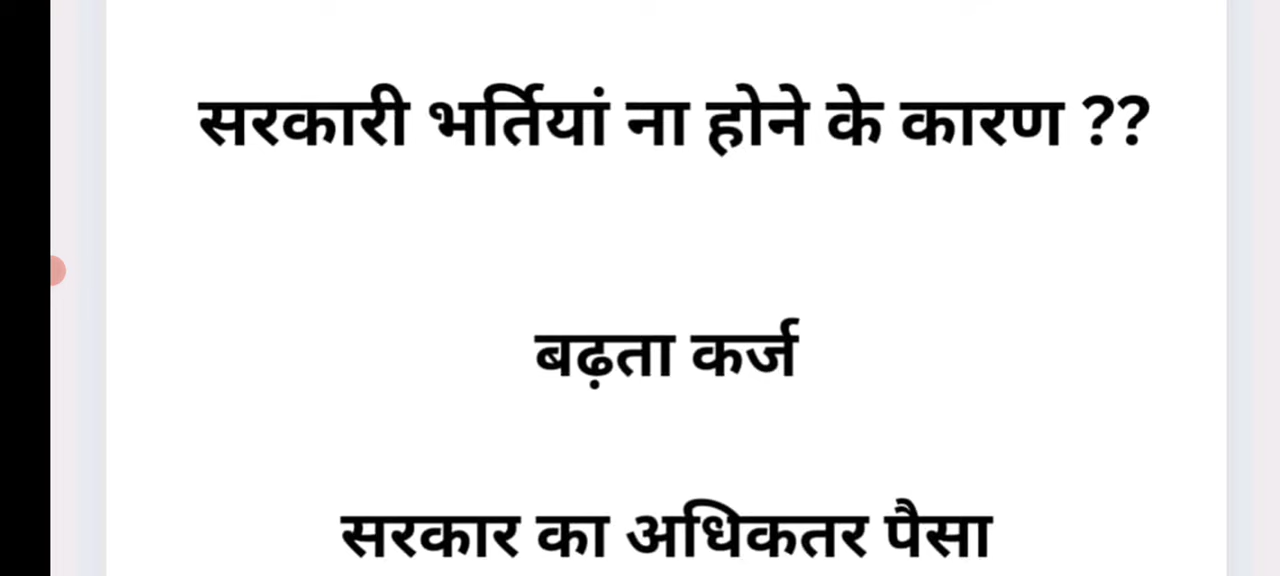 सरकारी भर्तियां ना होने के कारण ??
बढ़ता कर्ज
सरकार का अधिकतर पैसा